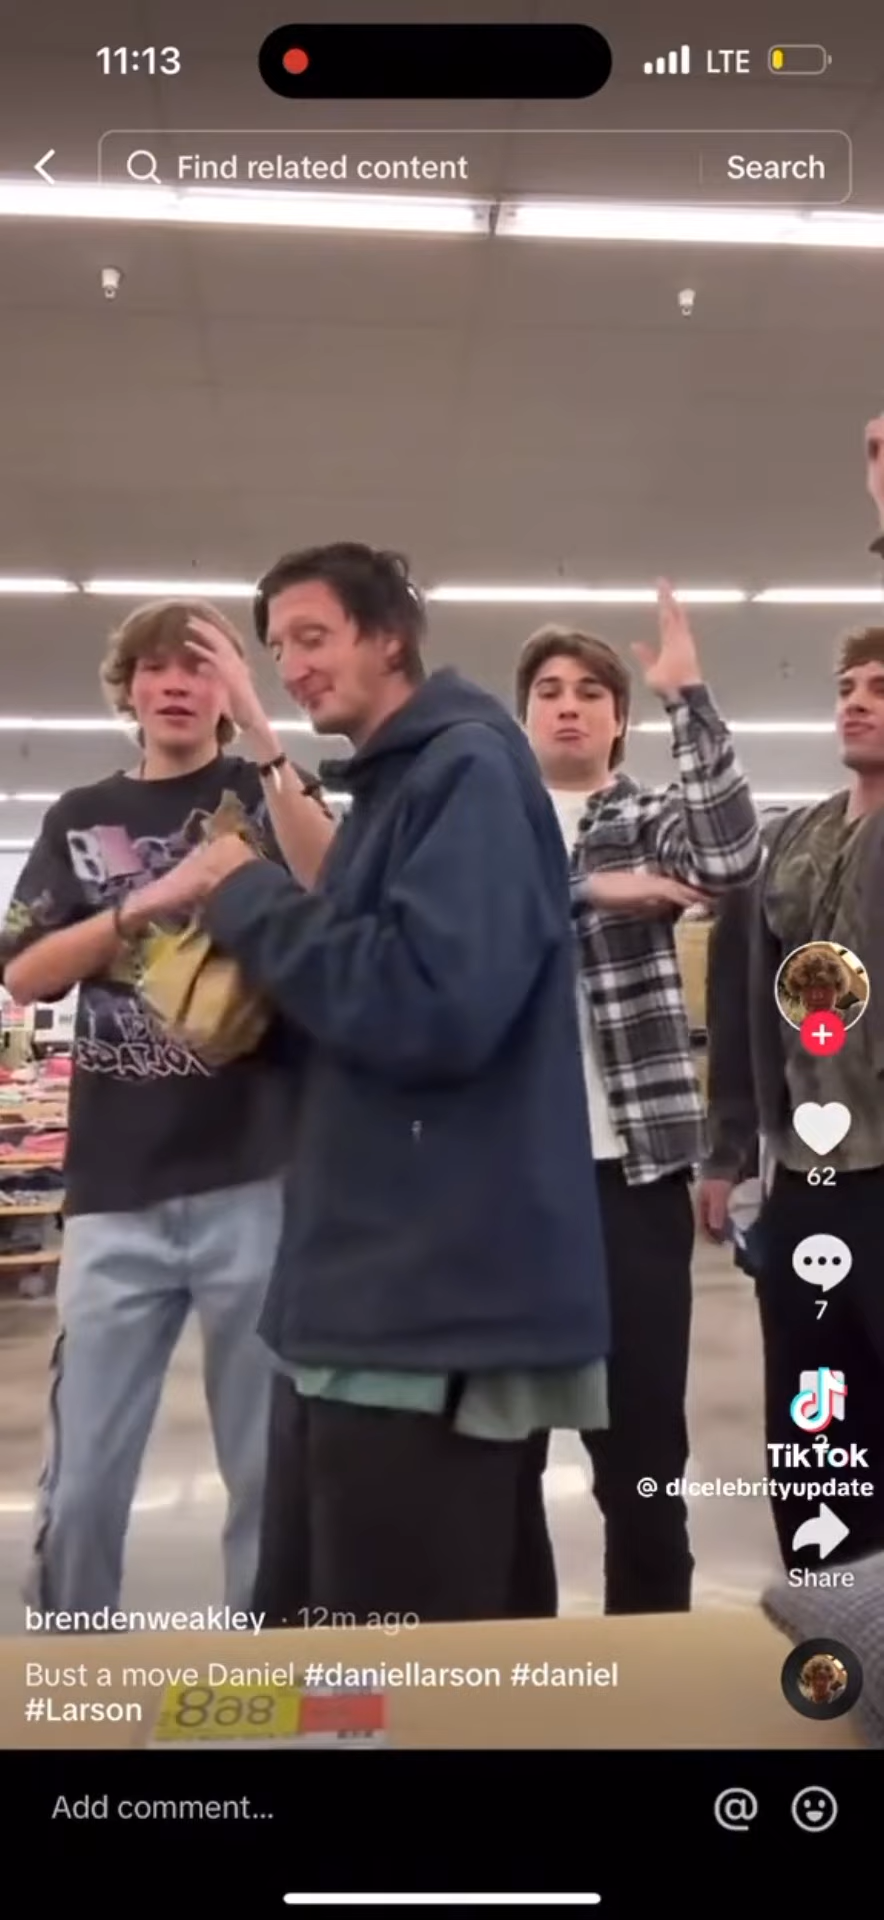 11:13
LTE
Find related content
Search
62
7
TikTok
@ dlcelebrityupdate
Share
brendenweakley · 12m ago
Bust a move Daniel #daniellarson #daniel
#Larson
Add comment...